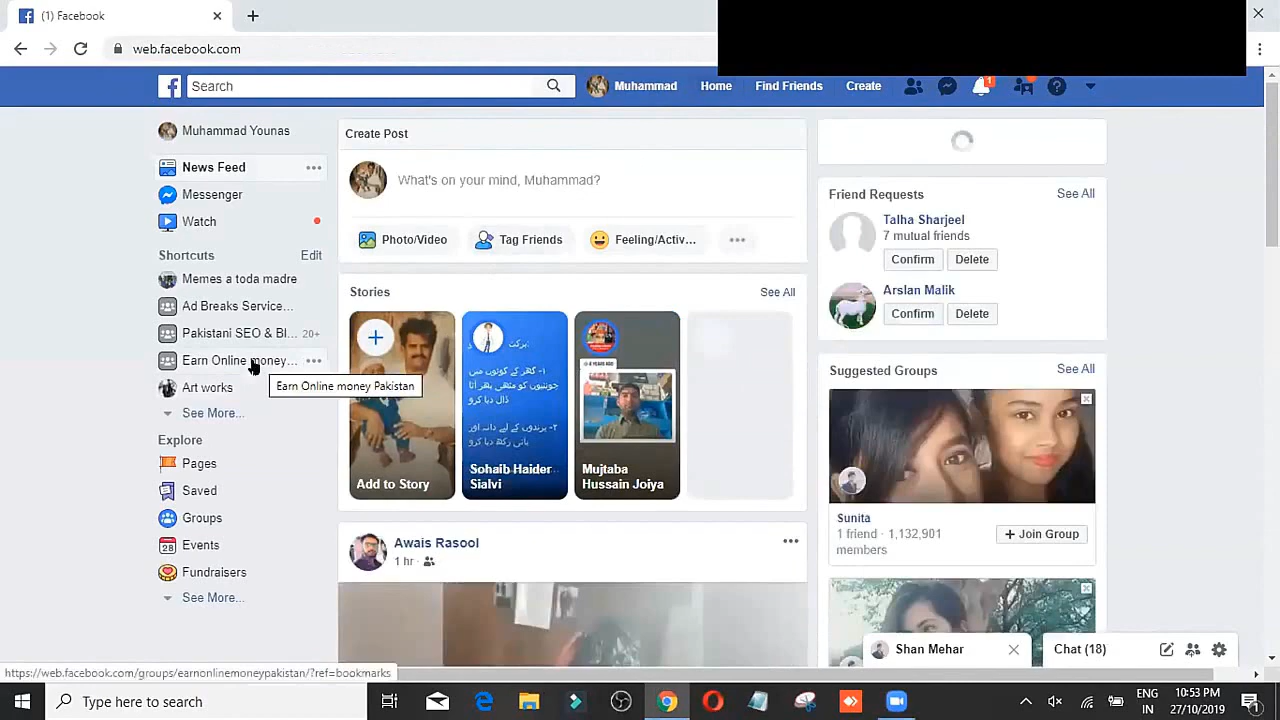 (1) Facebook
web.facebook.com
Search
Muhammad
Home
Find Friends
Create
1
Muhammad Younas
News Feed
Messenger
Watch
Shortcuts
Edit
Memes a toda madre
Ad Breaks Service...
Pakistani SEO & Bl...
20+
Earn Online money...
Earn Online money Pakistan
Art works
See More...
Explore
Pages
Saved
Groups
28
Events
Fundraisers
See More...
Create Post
What's on your mind, Muhammad?
Photo/Video
Tag Friends
Feeling/Activ...
Stories
See All
Add to Story
Sohaib Haider
Sialvi
Mujtaba
Hussain Joiya
Awais Rasool
1 hr ·
Friend Requests
See All
Talha Sharjeel
7 mutual friends
Confirm
Delete
Arslan Malik
Confirm
Delete
Suggested Groups
See All
Sunita
1 friend · 1,132,901
members
+ Join Group
Shan Mehar
Chat (18)
https://web.facebook.com/groups/earnonlinemoneypakistan/?ref=bookmarks
Type here to search
ENG
IN
10:53 PM
27/10/2019
1